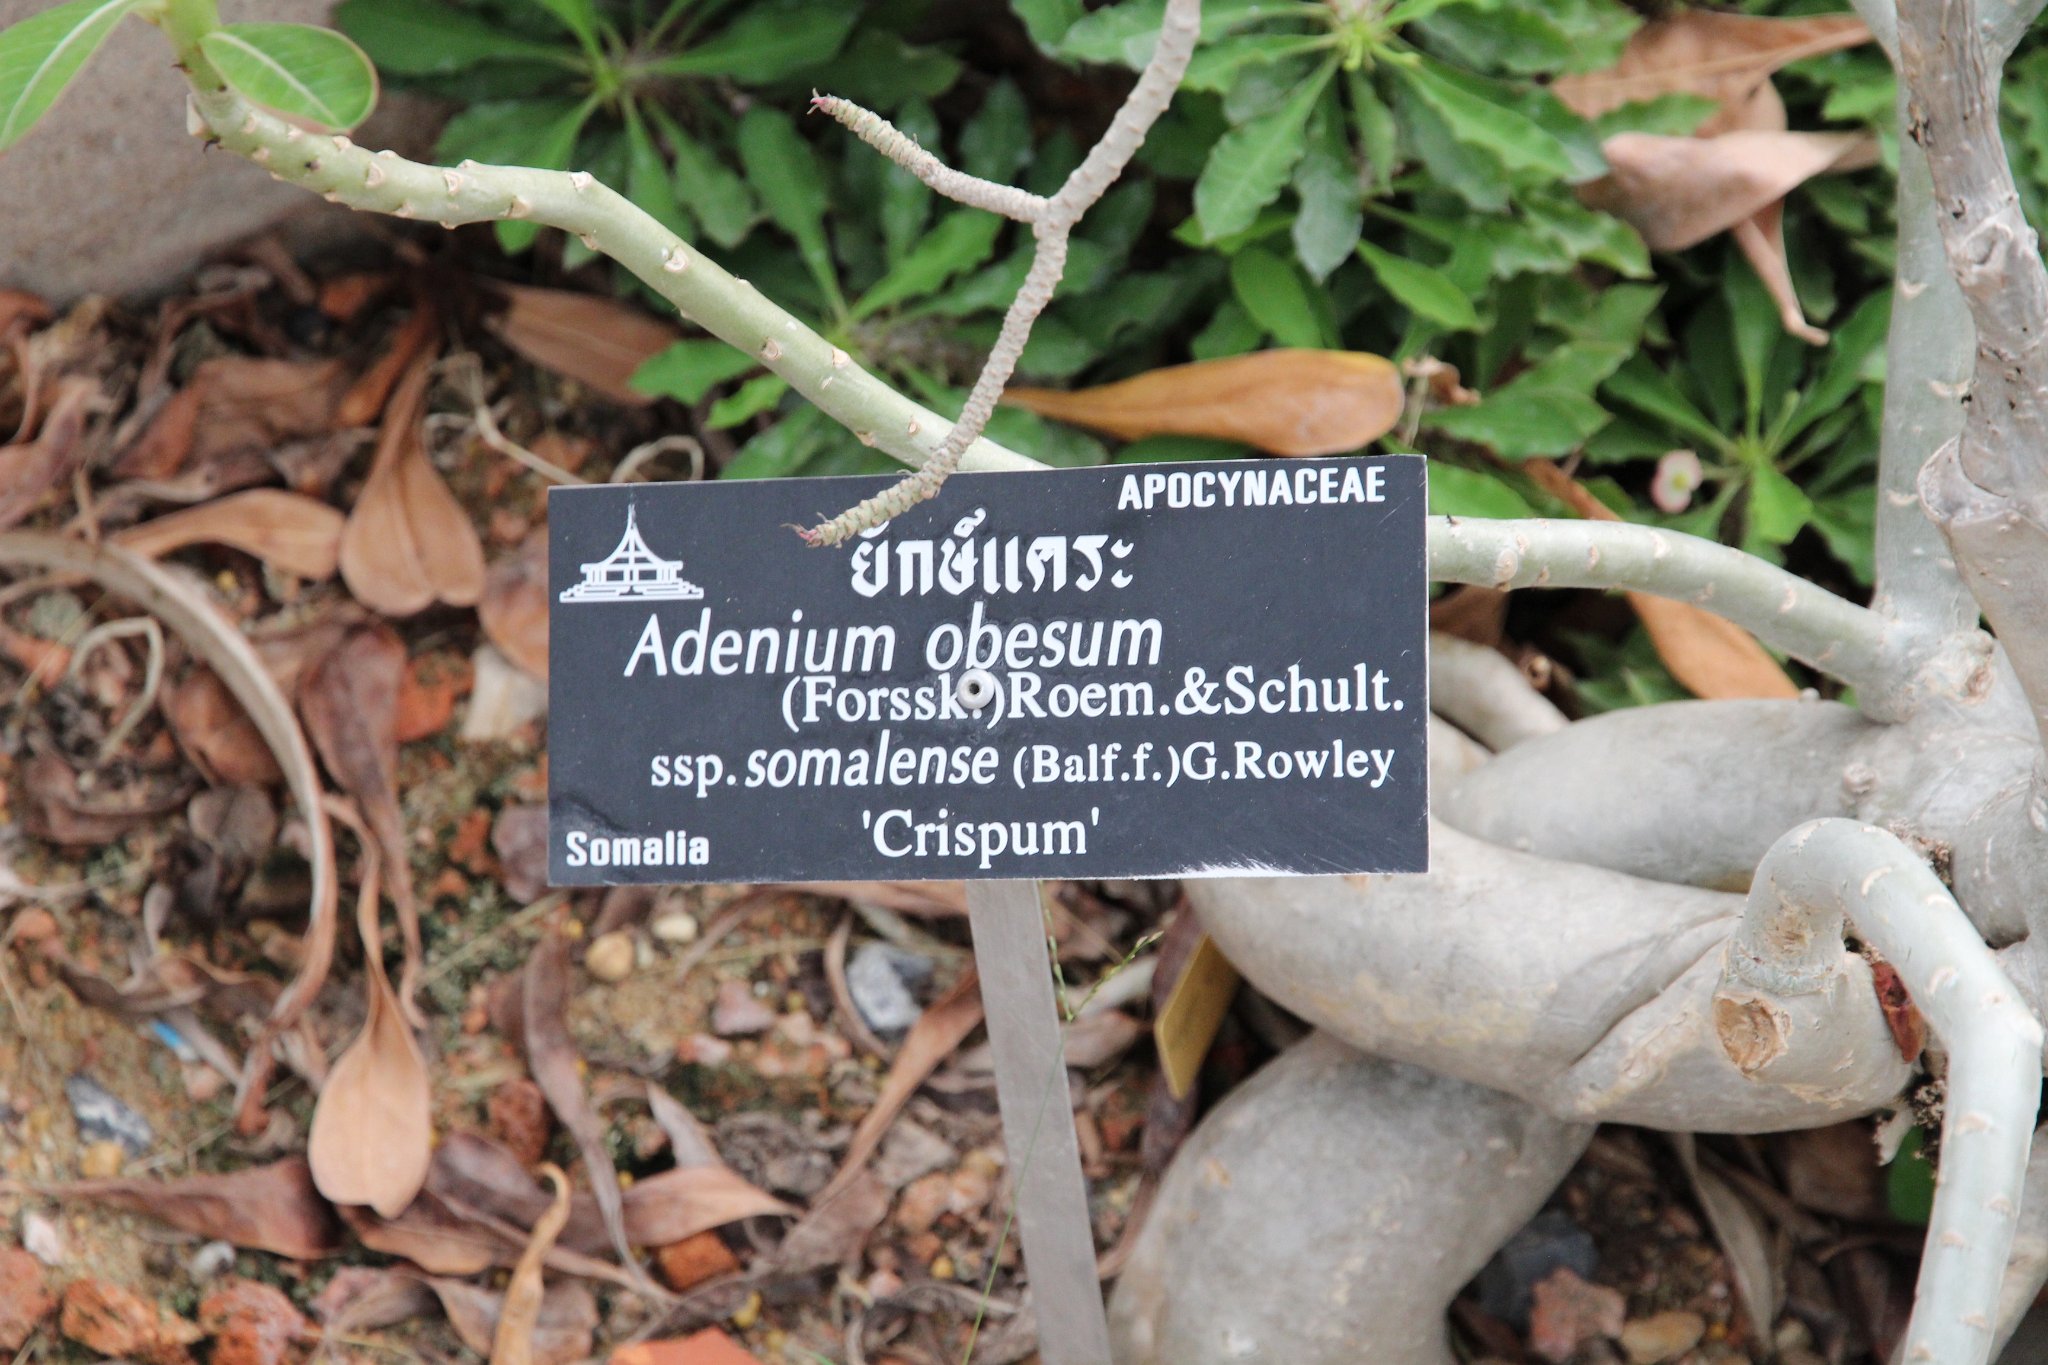 APOCYNACEAE
ยักษ์แคระ
Adenium obesum
(Forssk.)Roem.&Schult.
ssp. somalense (Balf.f.)G.Rowley
'Crispum'
Somalia